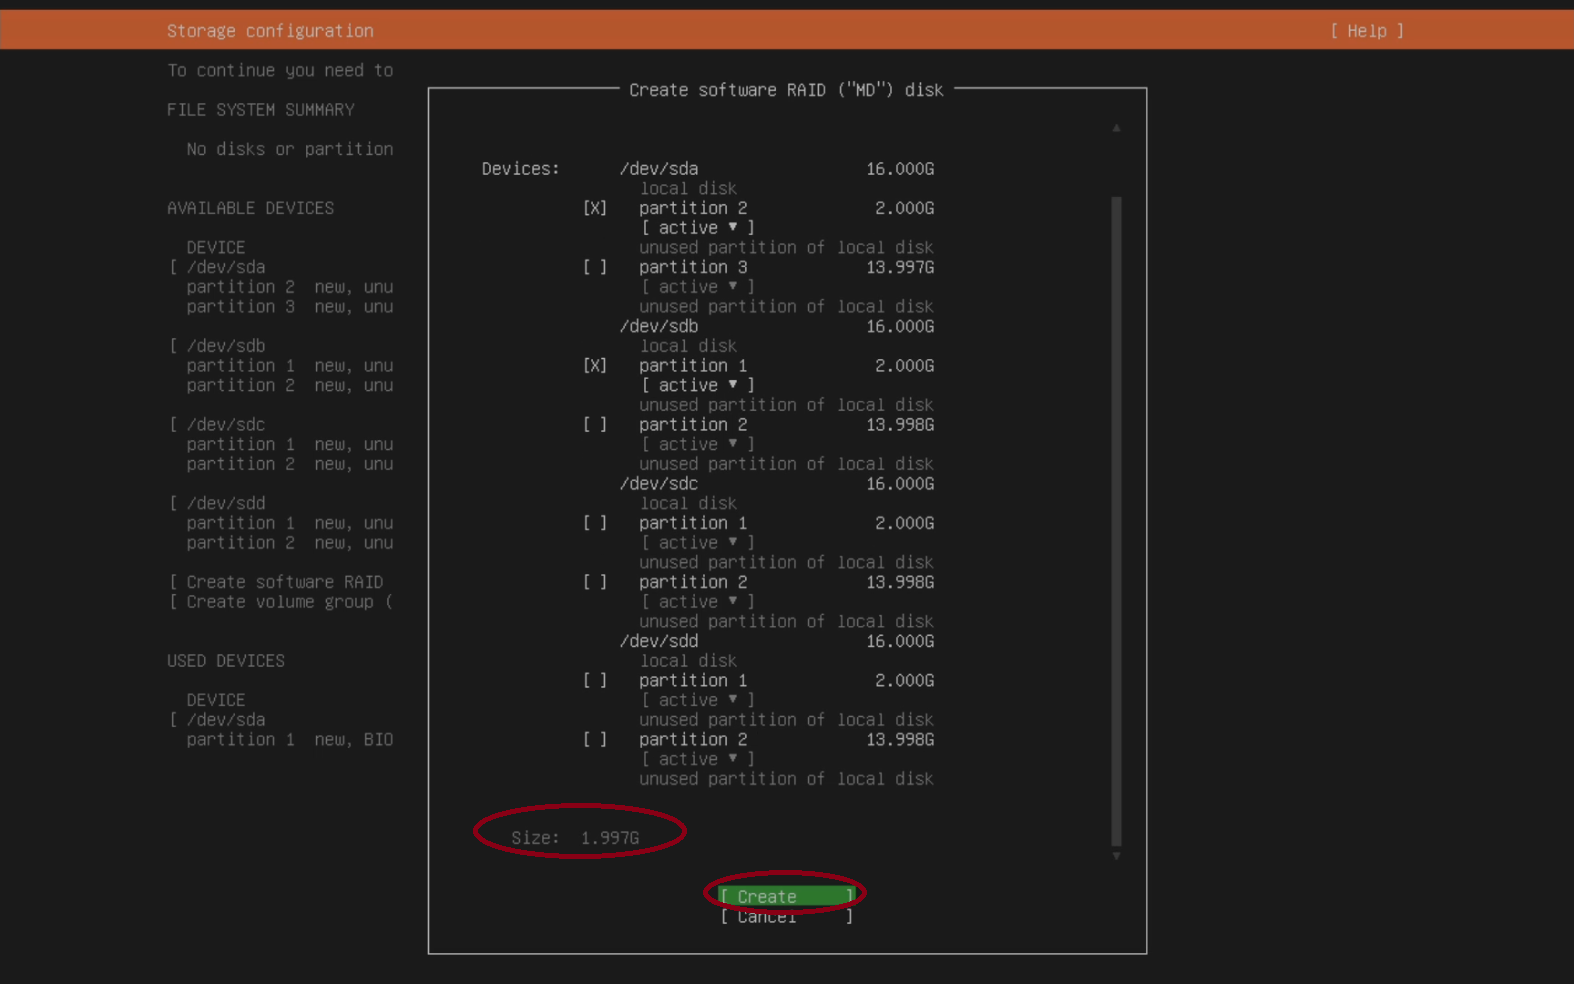 Storage configuration [ Help ]
To continue you need to
Create software RAID ("MD") disk
FILE SYSTEM SUMMARY
No disks or partition
AVAILABLE DEVICES
DEVICE
[ /dev/sda
partition 2 new, unu
partition 3 new, unu
[ /dev/sdb
partition 1 new, unu
partition 2 new, unu
[ /dev/sdc
partition 1 new, unu
partition 2 new, unu
[ /dev/sdd
partition 1 new, unu
partition 2 new, unu
[ Create software RAID
[ Create volume group (
USED DEVICES
DEVICE
[ /dev/sda
partition 1 new, BIO
Devices: /dev/sda 16.000G
local disk
[X] partition 2 2.000G
[ active ▼ ]
unused partition of local disk
[ ] partition 3 13.997G
[ active ▼ ]
unused partition of local disk
/dev/sdb 16.000G
local disk
[X] partition 1 2.000G
[ active ▼ ]
unused partition of local disk
[ ] partition 2 13.998G
[ active ▼ ]
unused partition of local disk
/dev/sdc 16.000G
local disk
[ ] partition 1 2.000G
[ active ▼ ]
unused partition of local disk
[ ] partition 2 13.998G
[ active ▼ ]
unused partition of local disk
/dev/sdd 16.000G
local disk
[ ] partition 1 2.000G
[ active ▼ ]
unused partition of local disk
[ ] partition 2 13.998G
[ active ▼ ]
unused partition of local disk
Size: 1.997G
[ Create ]
[ Cancel ]